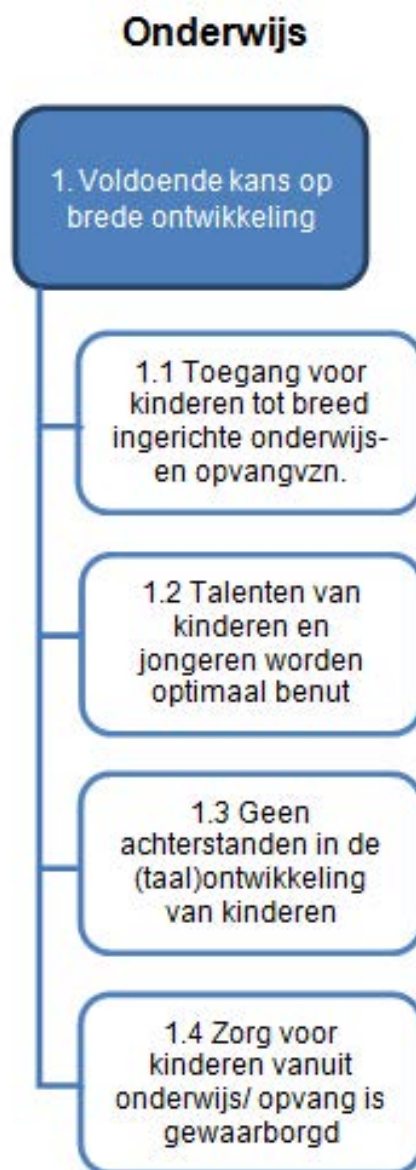 Onderwijs
1. Voldoende kans op
brede ontwikkeling
1.1 Toegang voor
kinderen tot breed
ingerichte onderwijs-
en opvangvzn.
1.2 Talenten van
kinderen en
jongeren worden
optimaal benut
1.3 Geen
achterstanden in de
(taal)ontwikkeling
van kinderen
1.4 Zorg voor
kinderen vanuit
onderwijs/ opvang is
gewaarborgd